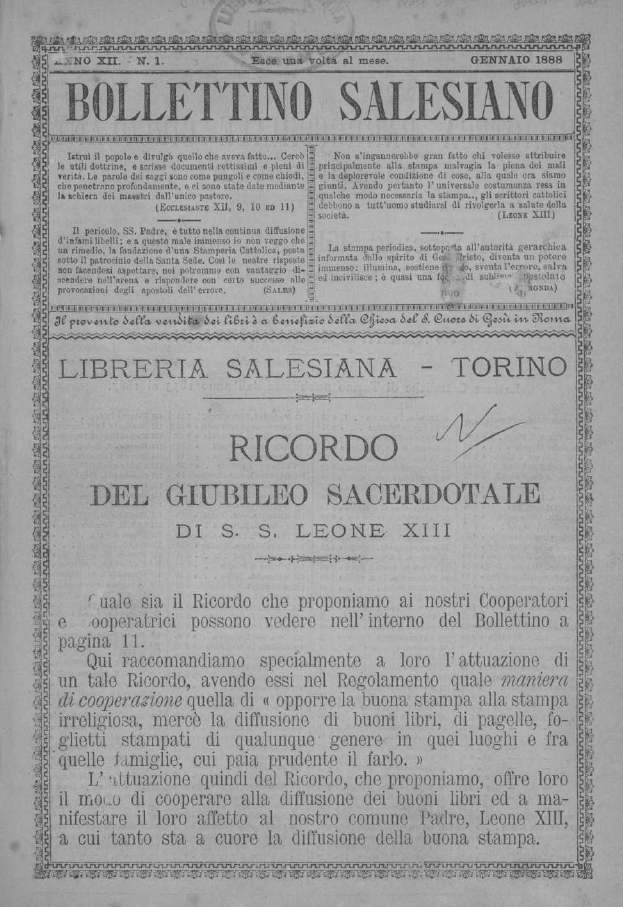 ANNO XII. - N. 1.
Esce una volta al mese.
GENNAIO 1888
BOLLETTINO SALESIANO
Istruì il popolo e divulgò quello che aveva fatto... Cercò
le utili dottrine, e scrisse documenti rettissimi e pieni di
verità. Le parole dei saggi sono come pungoli e come chiodi,
che penetrano profondamente, e ci sono state date mediante
la schiera dei maestri dall'unico pastore.
(ECCLESIASTE XII, 9, 10 ED 11)
Il pericolo, SS. Padre, è tutto nella continua diffusione
d'infami libelli; e a questo male immenso io non veggo che
un rimedio, la fondazione d'una Stamperia Cattolica, posta
sotto il patrocinio della Santa Sede. Così le nostre risposte
non facendosi aspettare, noi potremmo con vantaggio di-
scendere nell'arena e rispondere con certo successo alle
provocazioni degli apostoli dell'errore.
(SALES)
Non s'ingannerebbe gran fatto chi volesse attribuire
principalmente alla stampa malvagia la piena dei mali
e la deplorevole condizione di cose, alla quale ora siamo
giunti. Avendo pertanto l'universale costumanza resa in
qualche modo necessaria la stampa.., gli scrittori cattolici
debbono a tutt'uomo studiarsi di rivolgerla a salute della
società.
(LEONE XIII)
La stampa periodica, sottoposta all'autorità gerarchica
informata dello spirito di Cristo, diventa un potere
immenso: illumina, sostiene sventa l'errore, salva
ed incivilisce; è quasi una di sublime apostolato
Il provento della vendita dei libri è a benefizio della Chiesa del S. Cuore di Gesù in Roma
LIBRERIA SALESIANA - TORINO
RICORDO
DEL GIUBILEO SACERDOTALE
DI S. S. LEONE XIII
Quale sia il Ricordo che proponiamo ai nostri Cooperatori
e ooperatrici possono vedere nell'interno del Bollettino a
pagina 11.
Qui raccomandiamo specialmente a loro l'attuazione di
un tale Ricordo, avendo essi nel Regolamento quale maniera
di cooperazione quella di « opporre la buona stampa alla stampa
irreligiosa, mercè la diffusione di buoni libri, di pagelle, fo-
glietti stampati di qualunque genere in quei luoghi e fra
quelle famiglie, cui paia prudente il farlo. »
L'attuazione quindi del Ricordo, che proponiamo, offre loro
il modo di cooperare alla diffusione dei buoni libri ed a ma-
nifestare il loro affetto al nostro comune Padre, Leone XIII,
a cui tanto sta a cuore la diffusione della buona stampa.